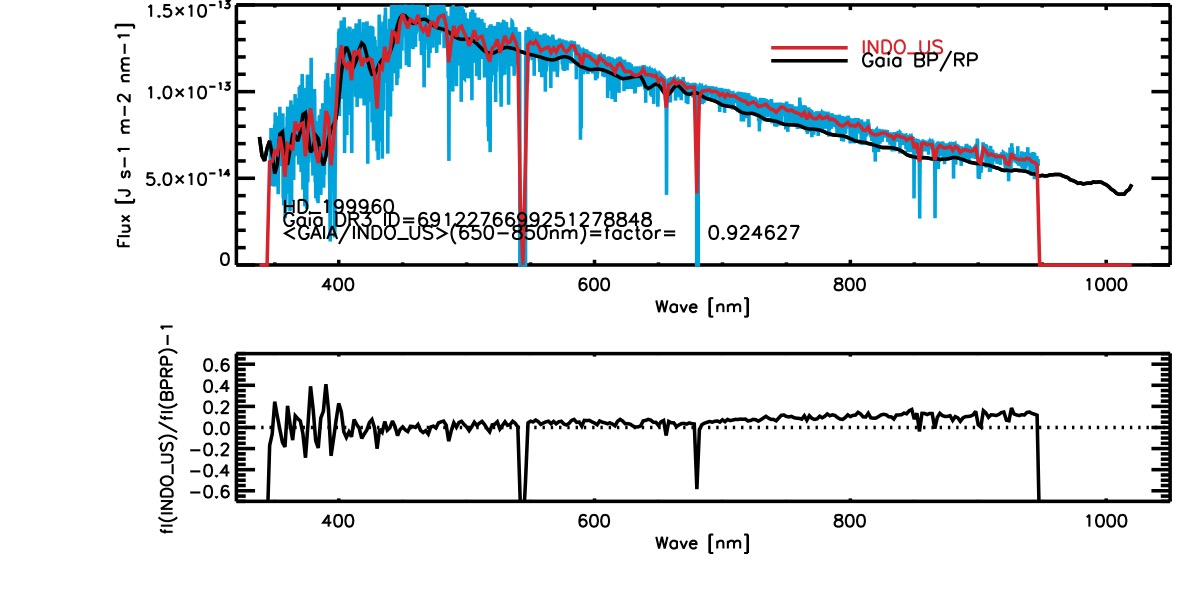 1.5×10−13
1.0×10−13
5.0×10−14
0
Flux [J s−1 m−2 nm−1]
INDO_US
Gaia BP/RP
HD_199960
Gaia DR3 ID=6912276699251278848
<GAIA/INDO_US>(650−850nm)=factor= 0.924627
400 600 800 1000
Wave [nm]
fl(INDO_US)/fl(BPRP)−1
0.6
0.4
0.2
0.0
−0.2
−0.4
−0.6
400 600 800 1000
Wave [nm]